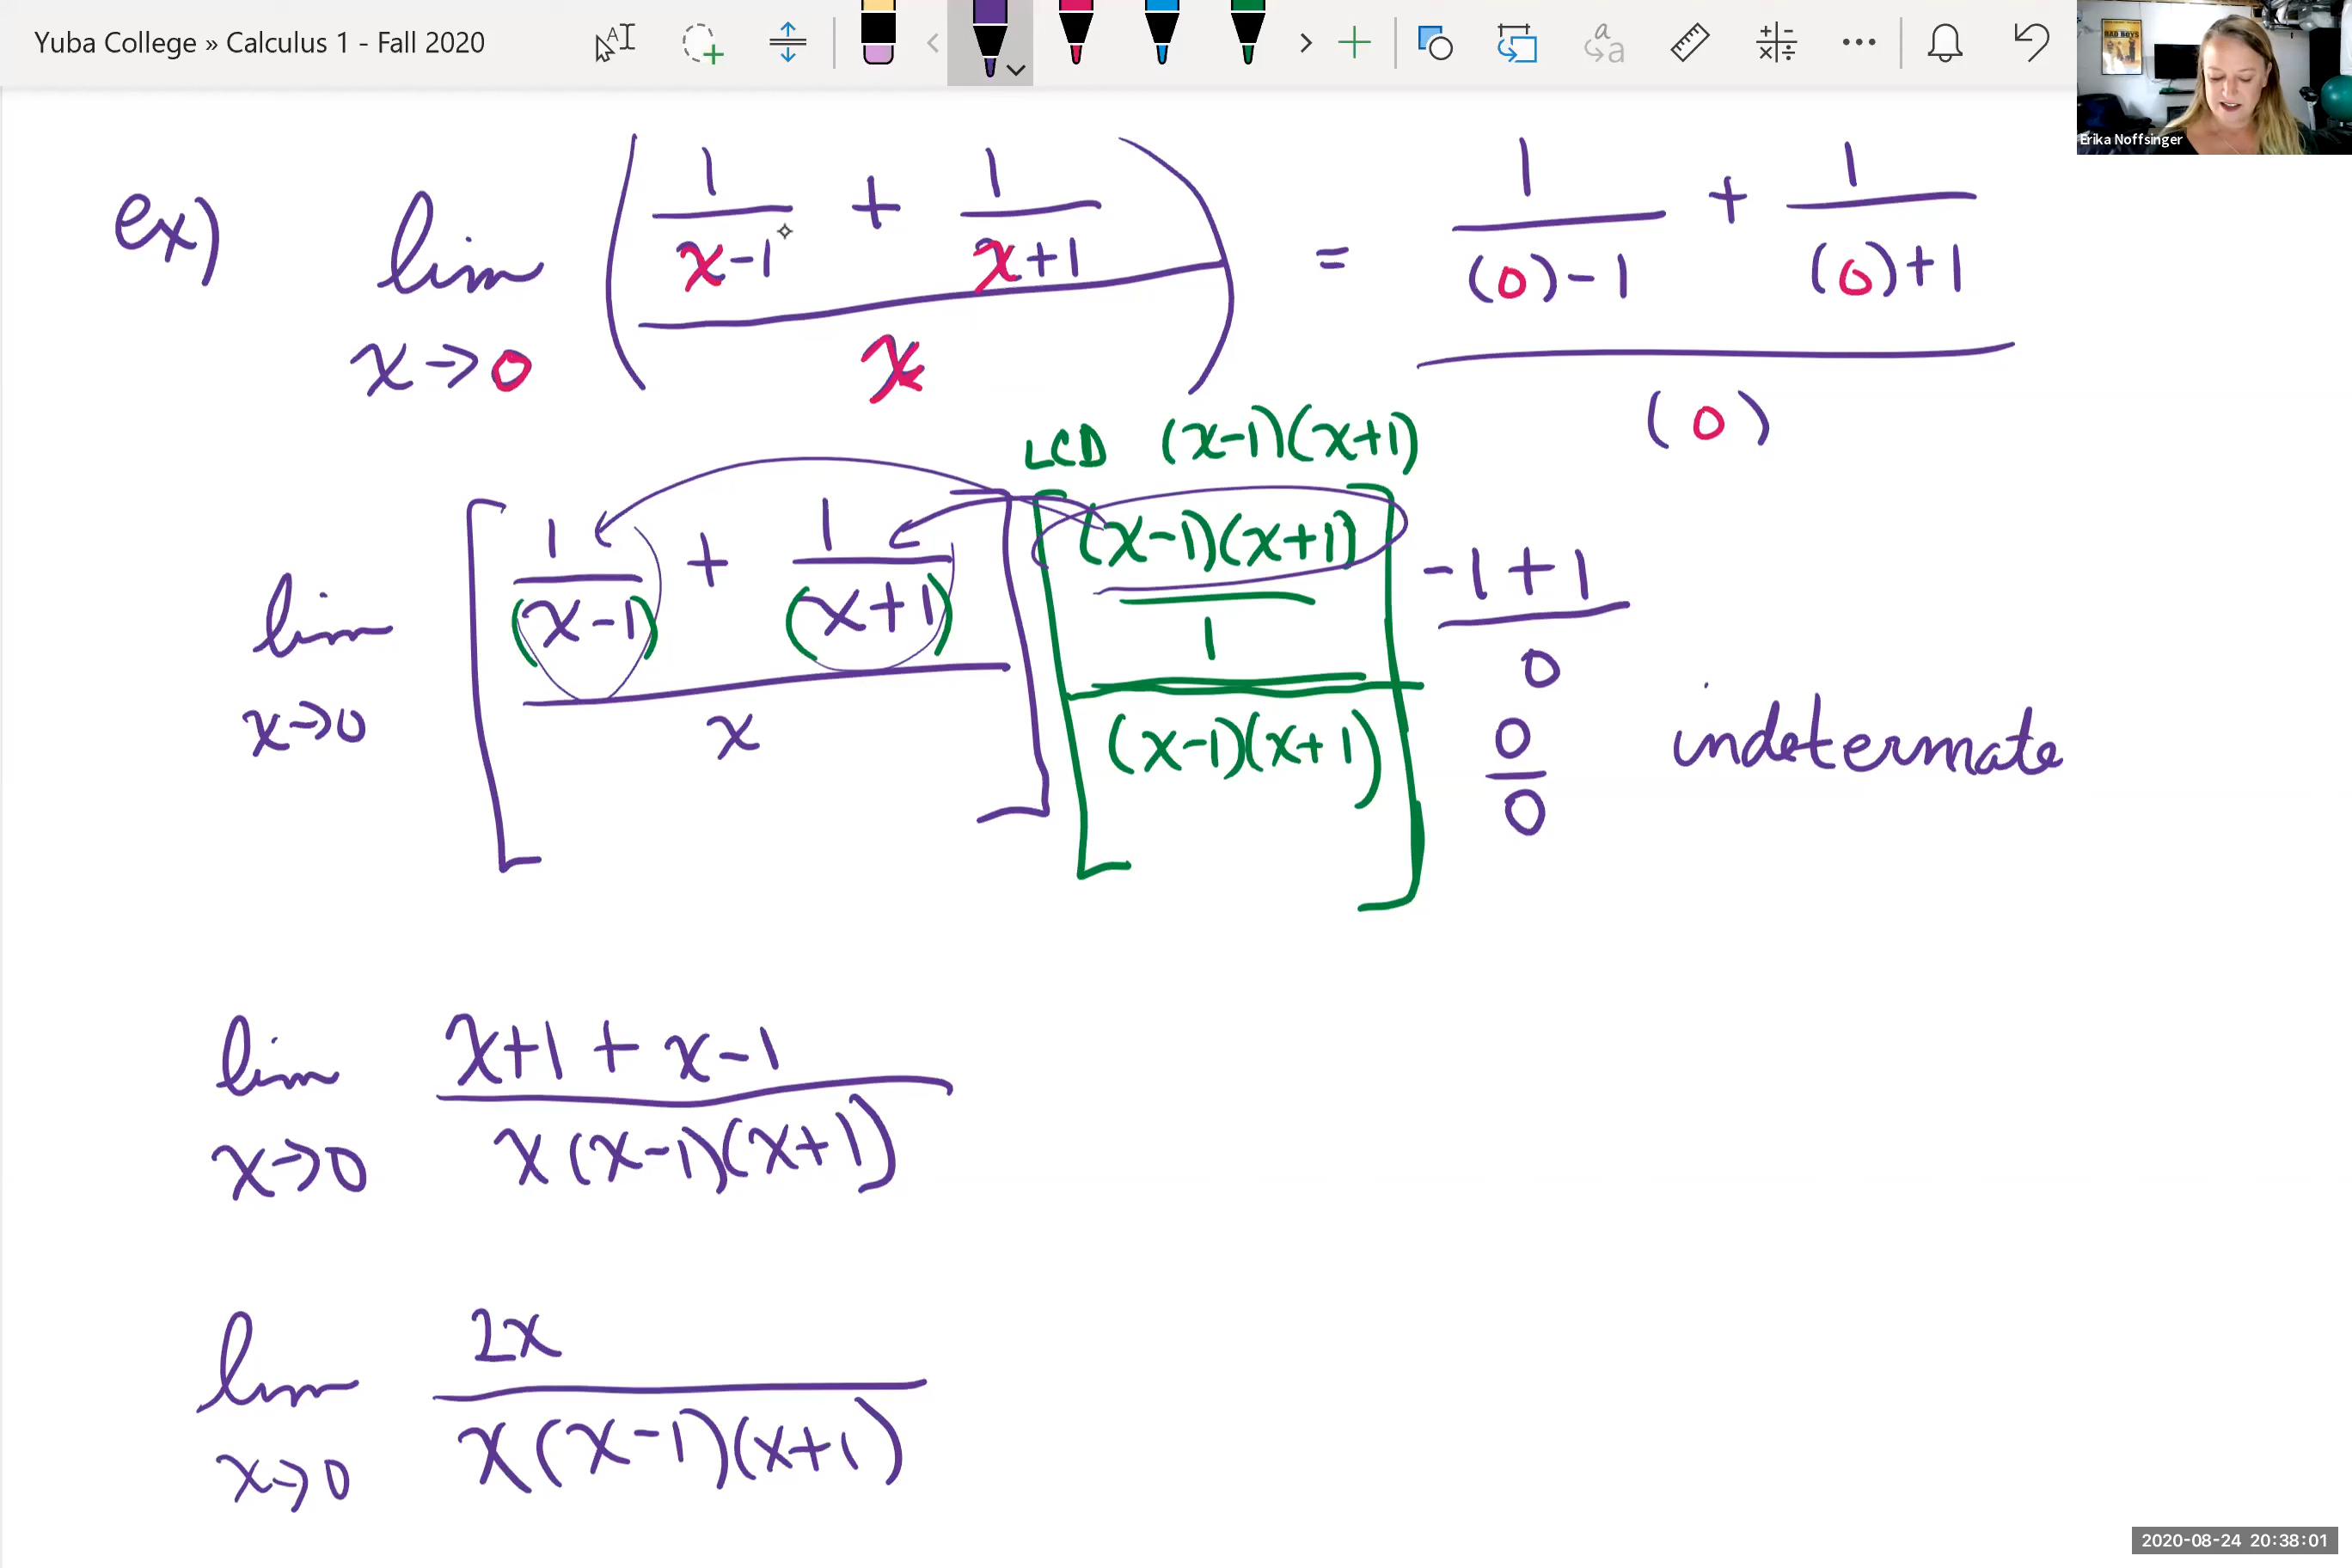 Yuba College » Calculus 1 - Fall 2020
BAD BOYS
Erika Noffsinger
ex) lim x→0 ( (1/(x-1) + 1/(x+1)) / x ) = (1/((0)-1) + 1/((0)+1)) / (0)
LCD (x-1)(x+1)
lim x→0 [ (1/(x-1) + 1/(x+1)) / x ] [ ((x-1)(x+1)/1) / ((x-1)(x+1)) ]
(-1+1)/0
0/0 indetermate
lim x→0 (x+1 + x-1) / (x(x-1)(x+1))
lim x→0 2x / (x(x-1)(x+1))
2020-08-24 20:38:01